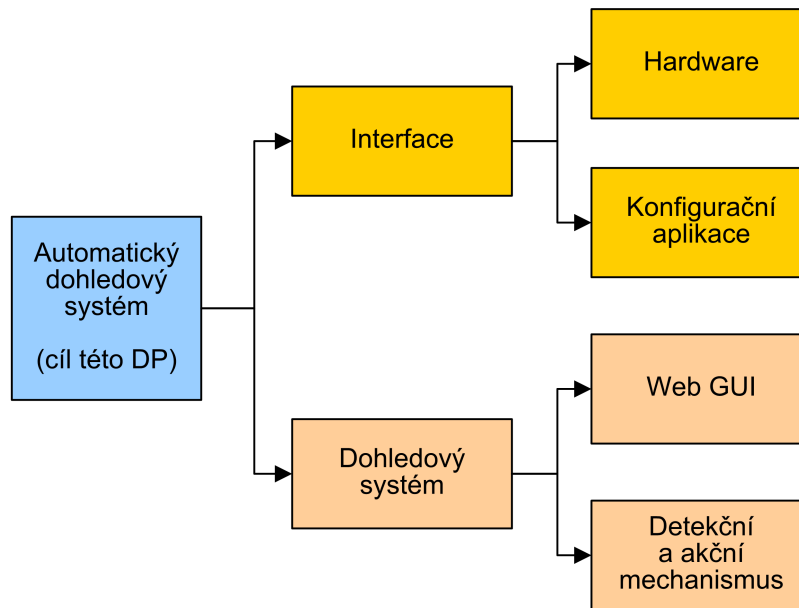 Automatický
dohledový
systém
(cíl této DP)
Interface
Hardware
Konfigurační
aplikace
Dohledový
systém
Web GUI
Detekční
a akční
mechanismus